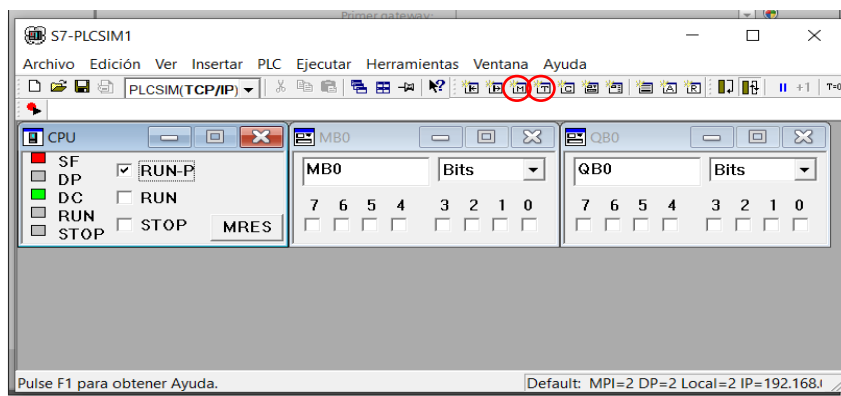 Primer gateway:
S7-PLCSIM1
Archivo Edición Ver Insertar PLC Ejecutar Herramientas Ventana Ayuda
PLCSIM(TCP/IP)
+1 T=0
CPU
SF
DP
DC
RUN
STOP
RUN-P
RUN
STOP
MRES
MB0
MB0 Bits
7 6 5 4 3 2 1 0
QB0
QB0 Bits
7 6 5 4 3 2 1 0
Pulse F1 para obtener Ayuda.
Default: MPI=2 DP=2 Local=2 IP=192.168.